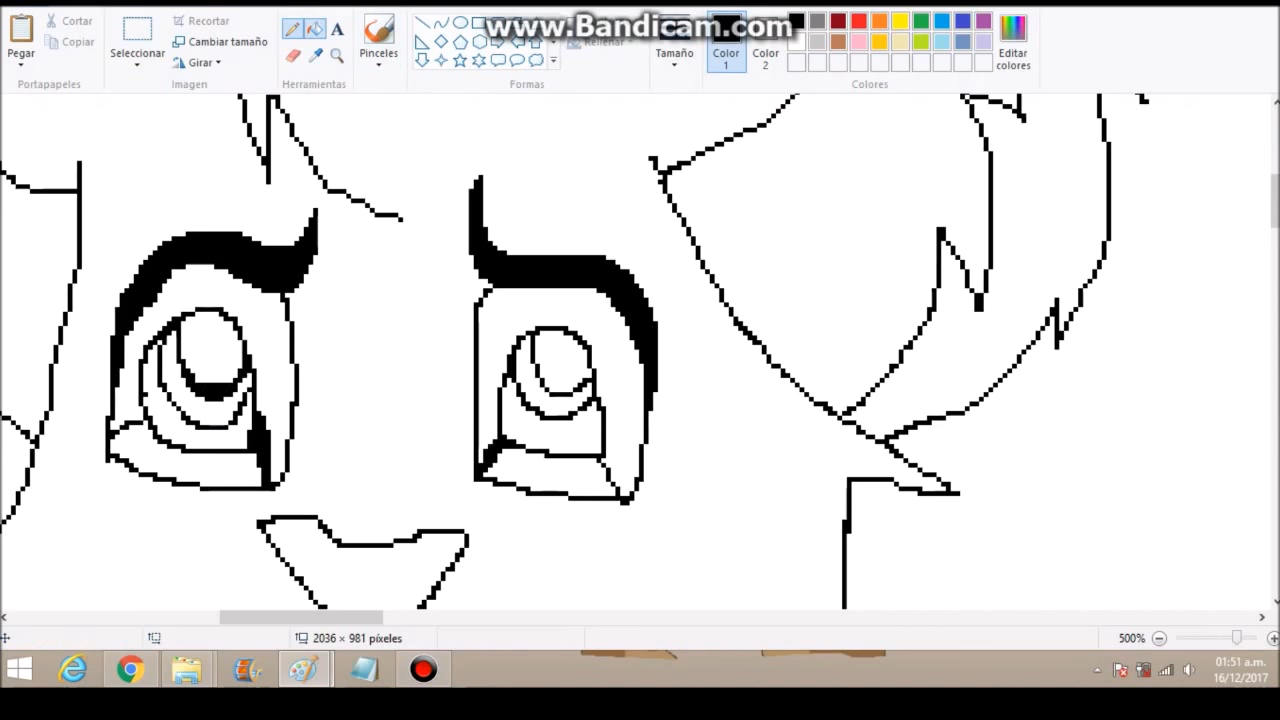 www.Bandicam.com
Pegar
Cortar
Copiar
Portapapeles
Seleccionar
Recortar
Cambiar tamaño
Girar
Imagen
A
Herramientas
Pinceles
Rellenar
Formas
Tamaño
Color 1
Color 2
Editar colores
Colores
2036 × 981 píxeles
500%
01:51 a.m.
16/12/2017